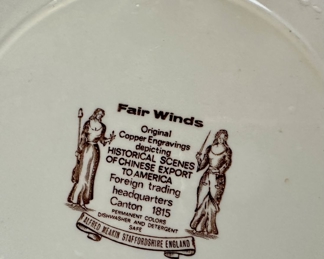 Fair Winds
Original
Copper Engravings
depicting
HISTORICAL SCENES
OF CHINESE EXPORT
TO AMERICA
Foreign trading
headquarters
Canton 1815
PERMANENT COLORS
DISHWASHER AND DETERGENT
SAFE
ALFRED MEAKIN STAFFORDSHIRE ENGLAND